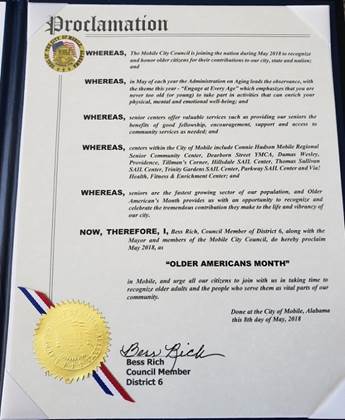 Proclamation
WHEREAS, The Mobile City Council is joining the nation during May 2018 to recognize
and honor older citizens for their contributions to our city, state and nation;
and
WHEREAS, in May of each year the Administration on Aging leads the observance, with
the theme this year - "Engage at Every Age" which emphasizes that you are
never too old (or young) to take part in activities that can enrich your
physical, mental and emotional well-being; and
WHEREAS, senior centers offer valuable services such as providing our seniors the
benefits of good fellowship, encouragement, support and access to
community services as needed; and
WHEREAS, centers within the City of Mobile include Connie Hudson Mobile Regional
Senior Community Center, Dearborn Street YMCA, Dumas Wesley,
Providence, Tillman's Corner, Hillsdale SAIL Center, Thomas Sullivan
SAIL Center, Trinity Gardens SAIL Center, Parkway SAIL Center and Via!
Health, Fitness & Enrichment Center; and
WHEREAS, seniors are the fastest growing sector of our population, and Older
American's Month provides us with an opportunity to recognize and
celebrate the tremendous contribution they make to the life and vibrancy of
our city.
NOW, THEREFORE, I, Bess Rich, Council Member of District 6, along with the
Mayor and members of the Mobile City Council, do hereby proclaim
May 2018, as
"OLDER AMERICANS MONTH"
in Mobile, and urge all our citizens to join with us in taking time to
recognize older adults and the people who serve them as vital parts of our
community.
Done at the City of Mobile, Alabama
this 8th day of May, 2018
Bess Rich
Bess Rich
Council Member
District 6